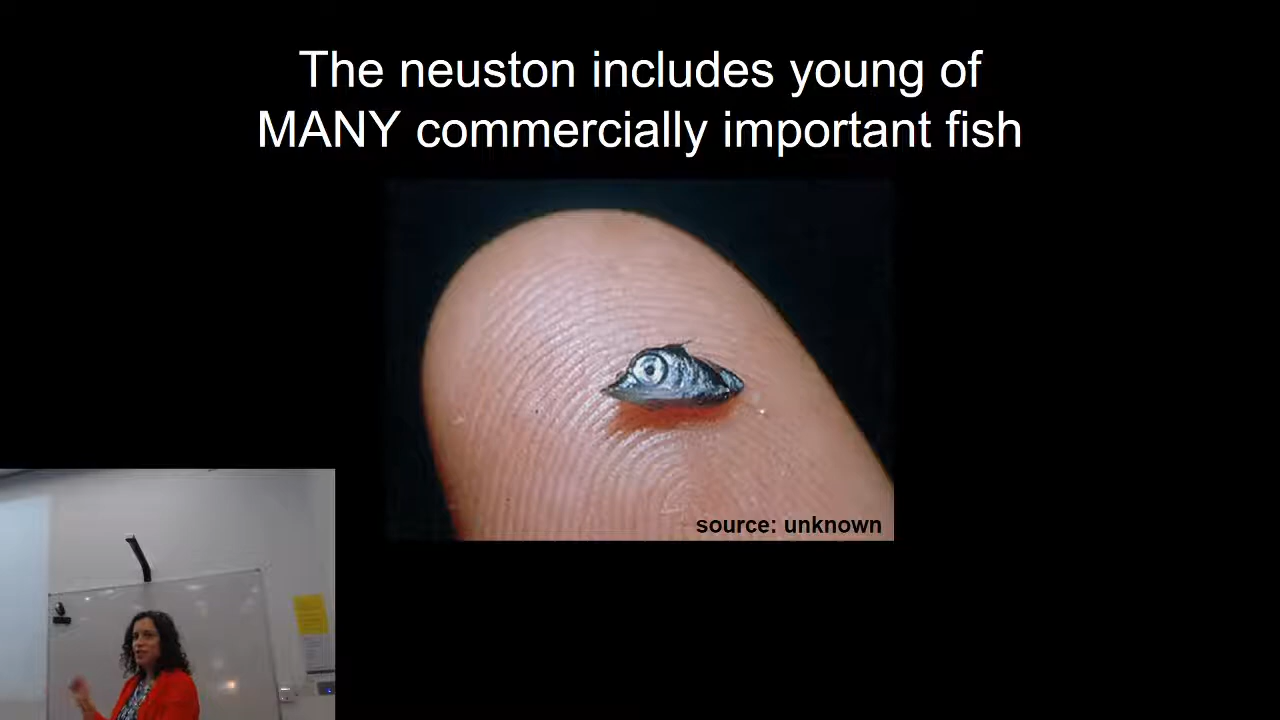 The neuston includes young of
MANY commercially important fish
source: unknown